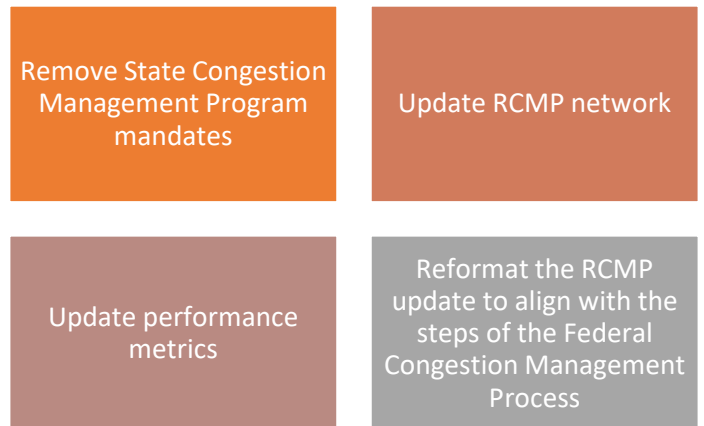 Remove State Congestion
Management Program
mandates
Update RCMP network
Update performance
metrics
Reformat the RCMP
update to align with the
steps of the Federal
Congestion Management
Process